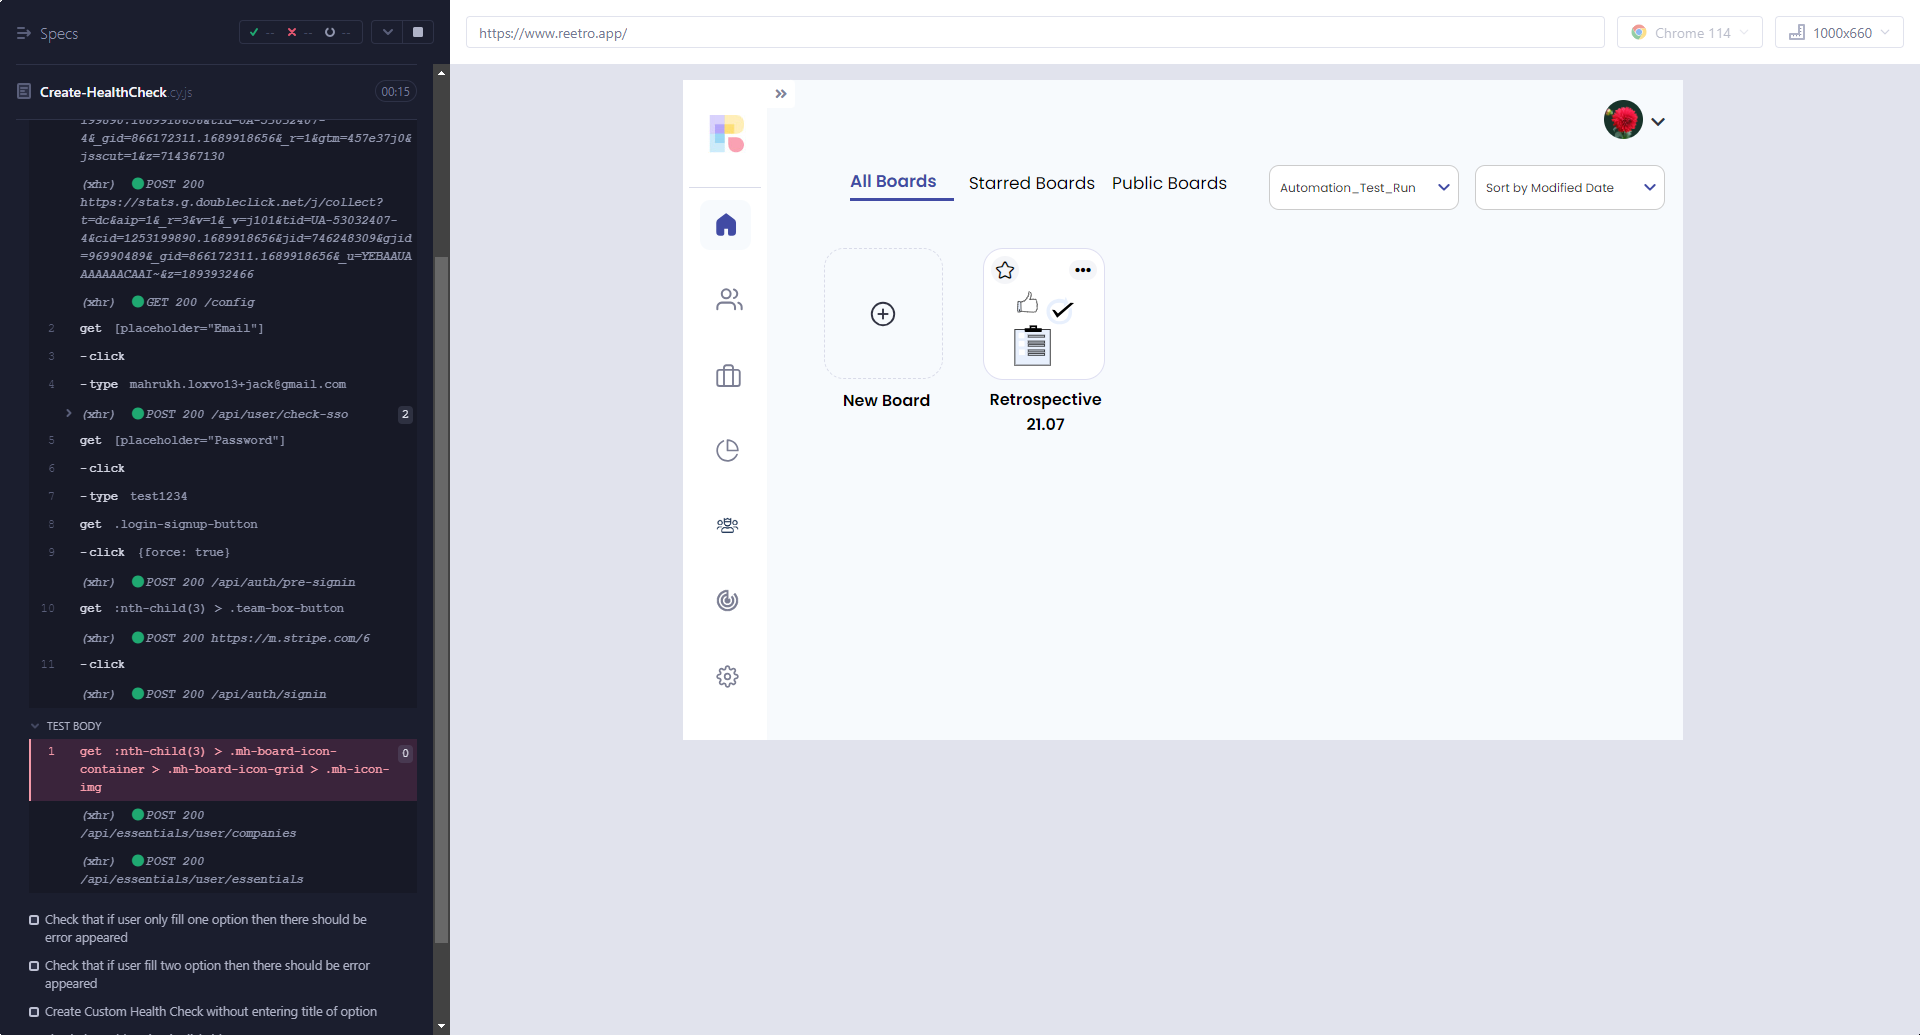 Specs
-- -- --
https://www.reetro.app/
Chrome 114
1000x660
Create-HealthCheck.cy.js
00:15
4&_gid=866172311.1689918656&_r=1&gtm=457e37j0&
jsscut=1&z=714367130
(xhr) POST 200
https://stats.g.doubleclick.net/j/collect?
t=dc&aip=1&_r=3&v=1&_v=j101&tid=UA-53032407-
4&cid=1253199890.1689918656&jid=746248309&gjid
=96990489&_gid=866172311.1689918656&_u=YEBAAUA
AAAAAACAAI~&z=1893932466
(xhr) GET 200 /config
2 get [placeholder="Email"]
3 -click
4 -type mahrukh.loxvo13+jack@gmail.com
(xhr) POST 200 /api/user/check-sso 2
5 get [placeholder="Password"]
6 -click
7 -type test1234
8 get .login-signup-button
9 -click {force: true}
(xhr) POST 200 /api/auth/pre-signin
10 get :nth-child(3) > .team-box-button
(xhr) POST 200 https://m.stripe.com/6
11 -click
(xhr) POST 200 /api/auth/signin
TEST BODY
1 get :nth-child(3) > .mh-board-icon- 0
container > .mh-board-icon-grid > .mh-icon-
img
(xhr) POST 200
/api/essentials/user/companies
(xhr) POST 200
/api/essentials/user/essentials
Check that if user only fill one option then there should be
error appeared
Check that if user fill two option then there should be error
appeared
Create Custom Health Check without entering title of option
All Boards
Starred Boards
Public Boards
Automation_Test_Run
Sort by Modified Date
New Board
Retrospective
21.07